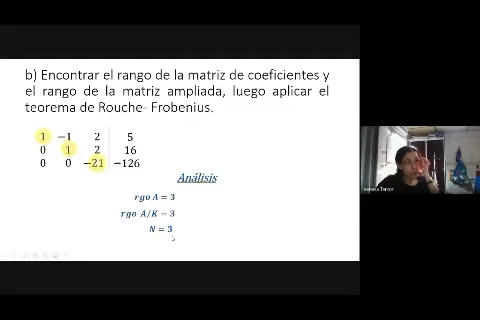 b) Encontrar el rango de la matriz de coeficientes y
el rango de la matriz ampliada, luego aplicar el
teorema de Rouche- Frobenius.
1 −1 2 5
0 1 2 16
0 0 −21 −126
Análisis
rgo A = 3
rgo A/K = 3
N = 3